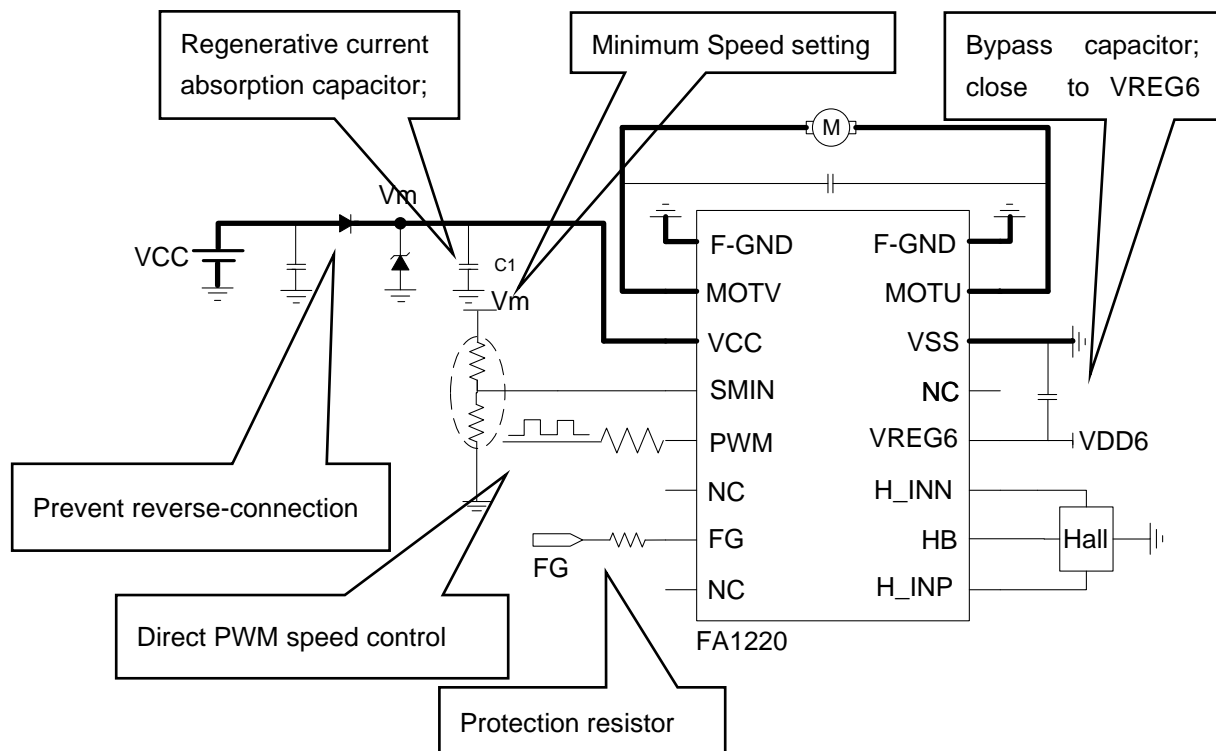 Regenerative current
absorption capacitor;
Minimum Speed setting
Bypass capacitor;
close to VREG6
M
Vm
VCC
C1
Vm
F-GND
F-GND
MOTV
MOTU
VCC
VSS
SMIN
NC
PWM
VREG6
VDD6
NC
H_INN
FG
HB
Hall
FG
NC
H_INP
FA1220
Prevent reverse-connection
Direct PWM speed control
Protection resistor